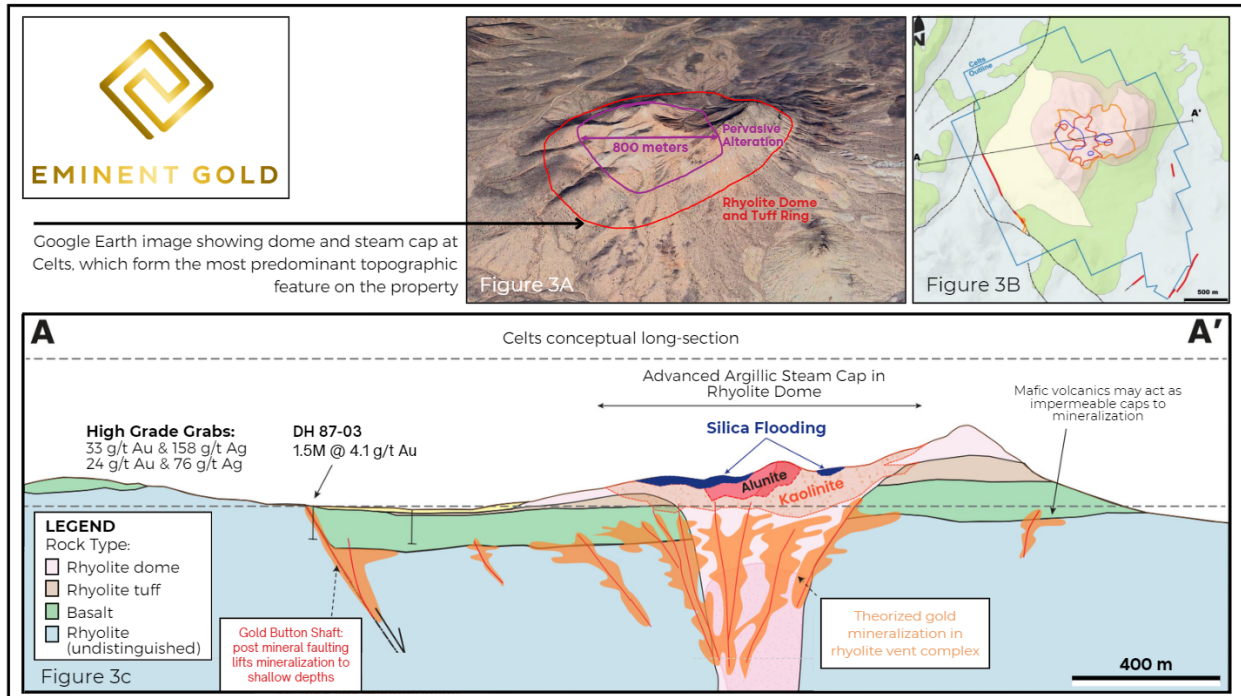 EMINENT GOLD
Google Earth image showing dome and steam cap at
Celts, which form the most predominant topographic
feature on the property
800 meters
Pervasive
Alteration
Rhyolite Dome
and Tuff Ring
Figure 3A
N
Celts
Outline
A
A'
Figure 3B
500 m
A
A'
Celts conceptual long-section
Advanced Argillic Steam Cap in
Rhyolite Dome
Mafic volcanics may act as
impermeable caps to
mineralization
High Grade Grabs:
33 g/t Au & 158 g/t Ag
24 g/t Au & 76 g/t Ag
DH 87-03
1.5M @ 4.1 g/t Au
Silica Flooding
Alunite
Kaolinite
LEGEND
Rock Type:
Rhyolite dome
Rhyolite tuff
Basalt
Rhyolite
(undistinguished)
Gold Button Shaft:
post mineral faulting
lifts mineralization to
shallow depths
Theorized gold
mineralization in
rhyolite vent complex
Figure 3c
400 m